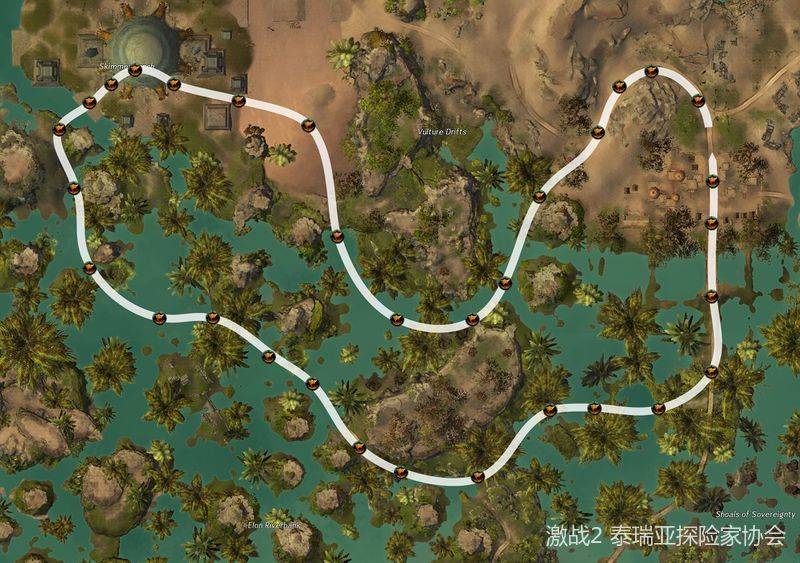 Vulture Drifts
Elon Riverbank
Shoals of Sovereignty
激战2 泰瑞亚探险家协会